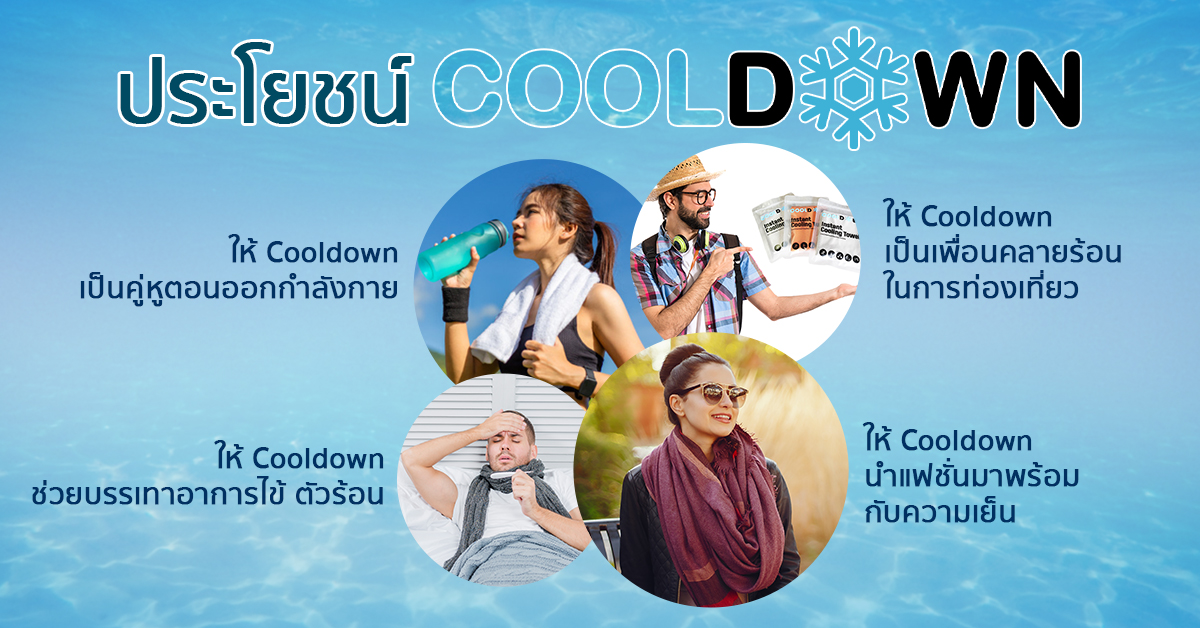 ประโยชน์ COOLDOWN
ให้ Cooldown
เป็นคู่หูตอนออกกำลังกาย
ให้ Cooldown
เป็นเพื่อนคลายร้อน
ในการท่องเที่ยว
Instant
Cooling Towel
ให้ Cooldown
ช่วยบรรเทาอาการไข้ ตัวร้อน
ให้ Cooldown
นำแฟชั่นมาพร้อม
กับความเย็น